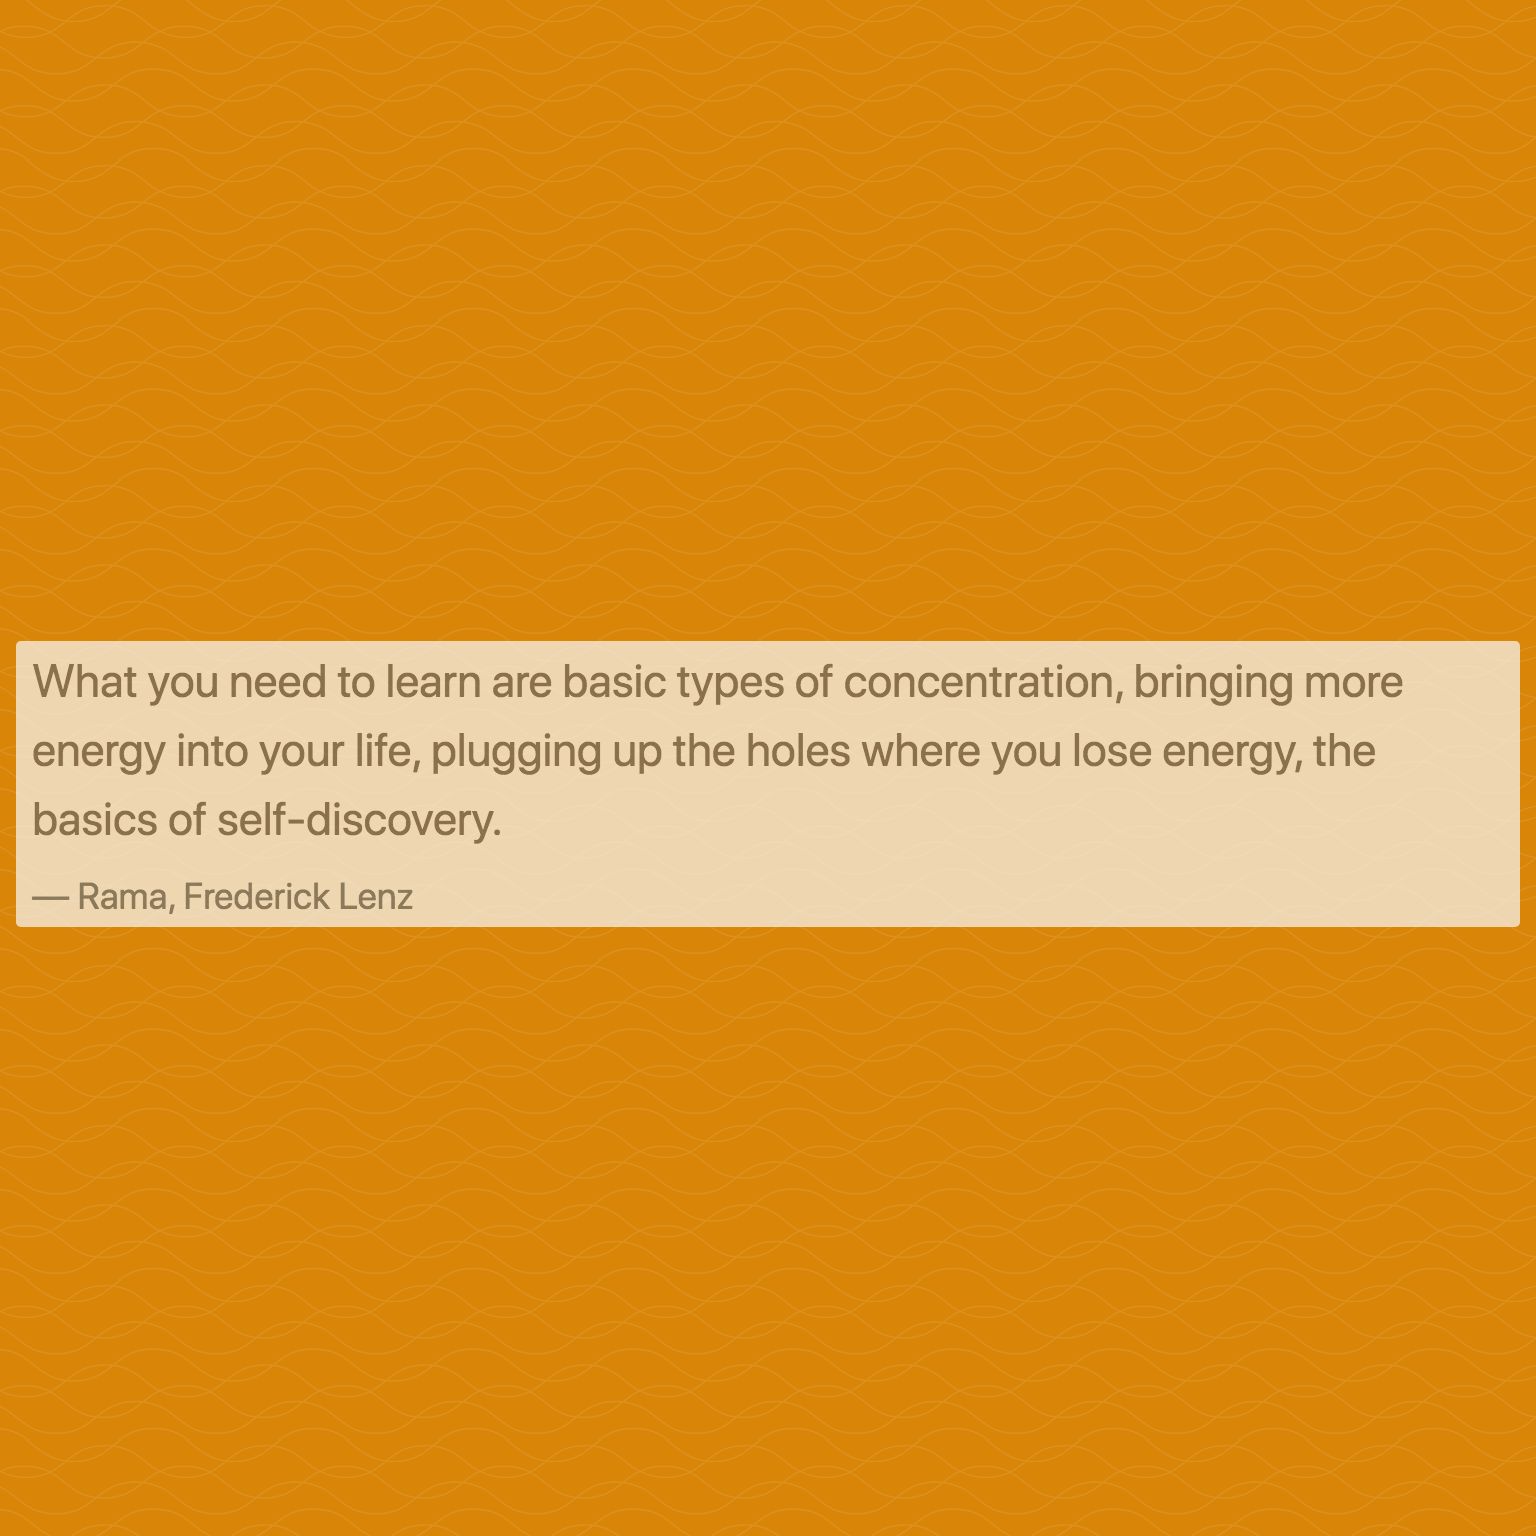 What you need to learn are basic types of concentration, bringing more
energy into your life, plugging up the holes where you lose energy, the
basics of self-discovery.
— Rama, Frederick Lenz